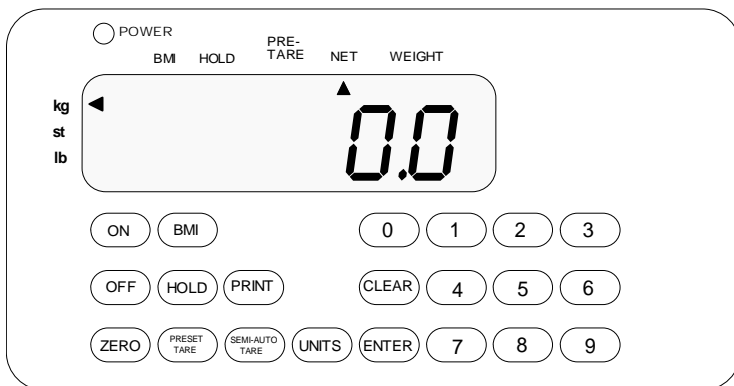 POWER
BMI HOLD PRE-TARE NET WEIGHT
kg
st
lb
0.0
ON BMI 0 1 2 3
OFF HOLD PRINT CLEAR 4 5 6
ZERO PRESET TARE SEMI-AUTO TARE UNITS ENTER 7 8 9